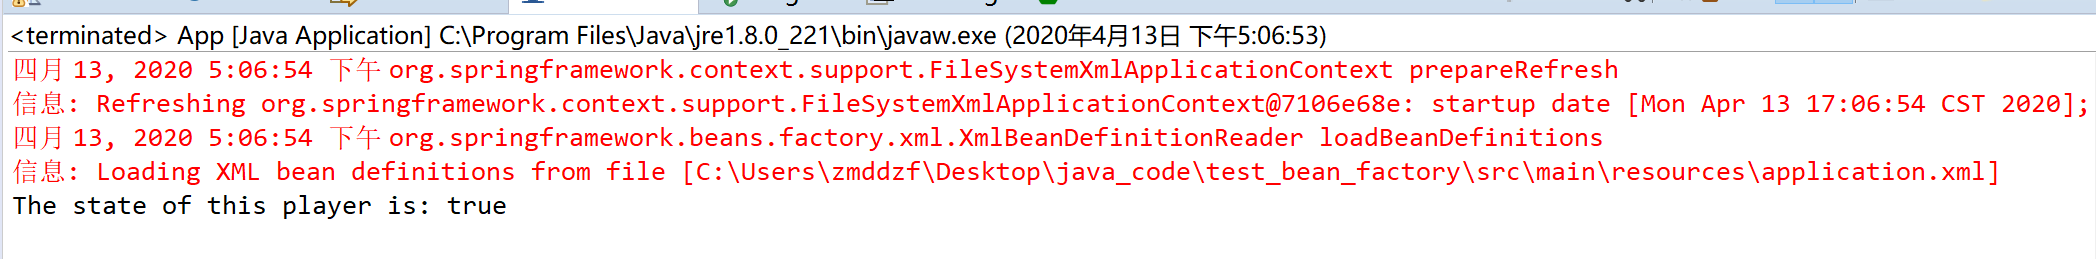 <terminated> App [Java Application] C:\Program Files\Java\jre1.8.0_221\bin\javaw.exe (2020年4月13日 下午5:06:53)
四月 13, 2020 5:06:54 下午 org.springframework.context.support.FileSystemXmlApplicationContext prepareRefresh
信息: Refreshing org.springframework.context.support.FileSystemXmlApplicationContext@7106e68e: startup date [Mon Apr 13 17:06:54 CST 2020];
四月 13, 2020 5:06:54 下午 org.springframework.beans.factory.xml.XmlBeanDefinitionReader loadBeanDefinitions
信息: Loading XML bean definitions from file [C:\Users\zmddzf\Desktop\java_code\test_bean_factory\src\main\resources\application.xml]
The state of this player is: true